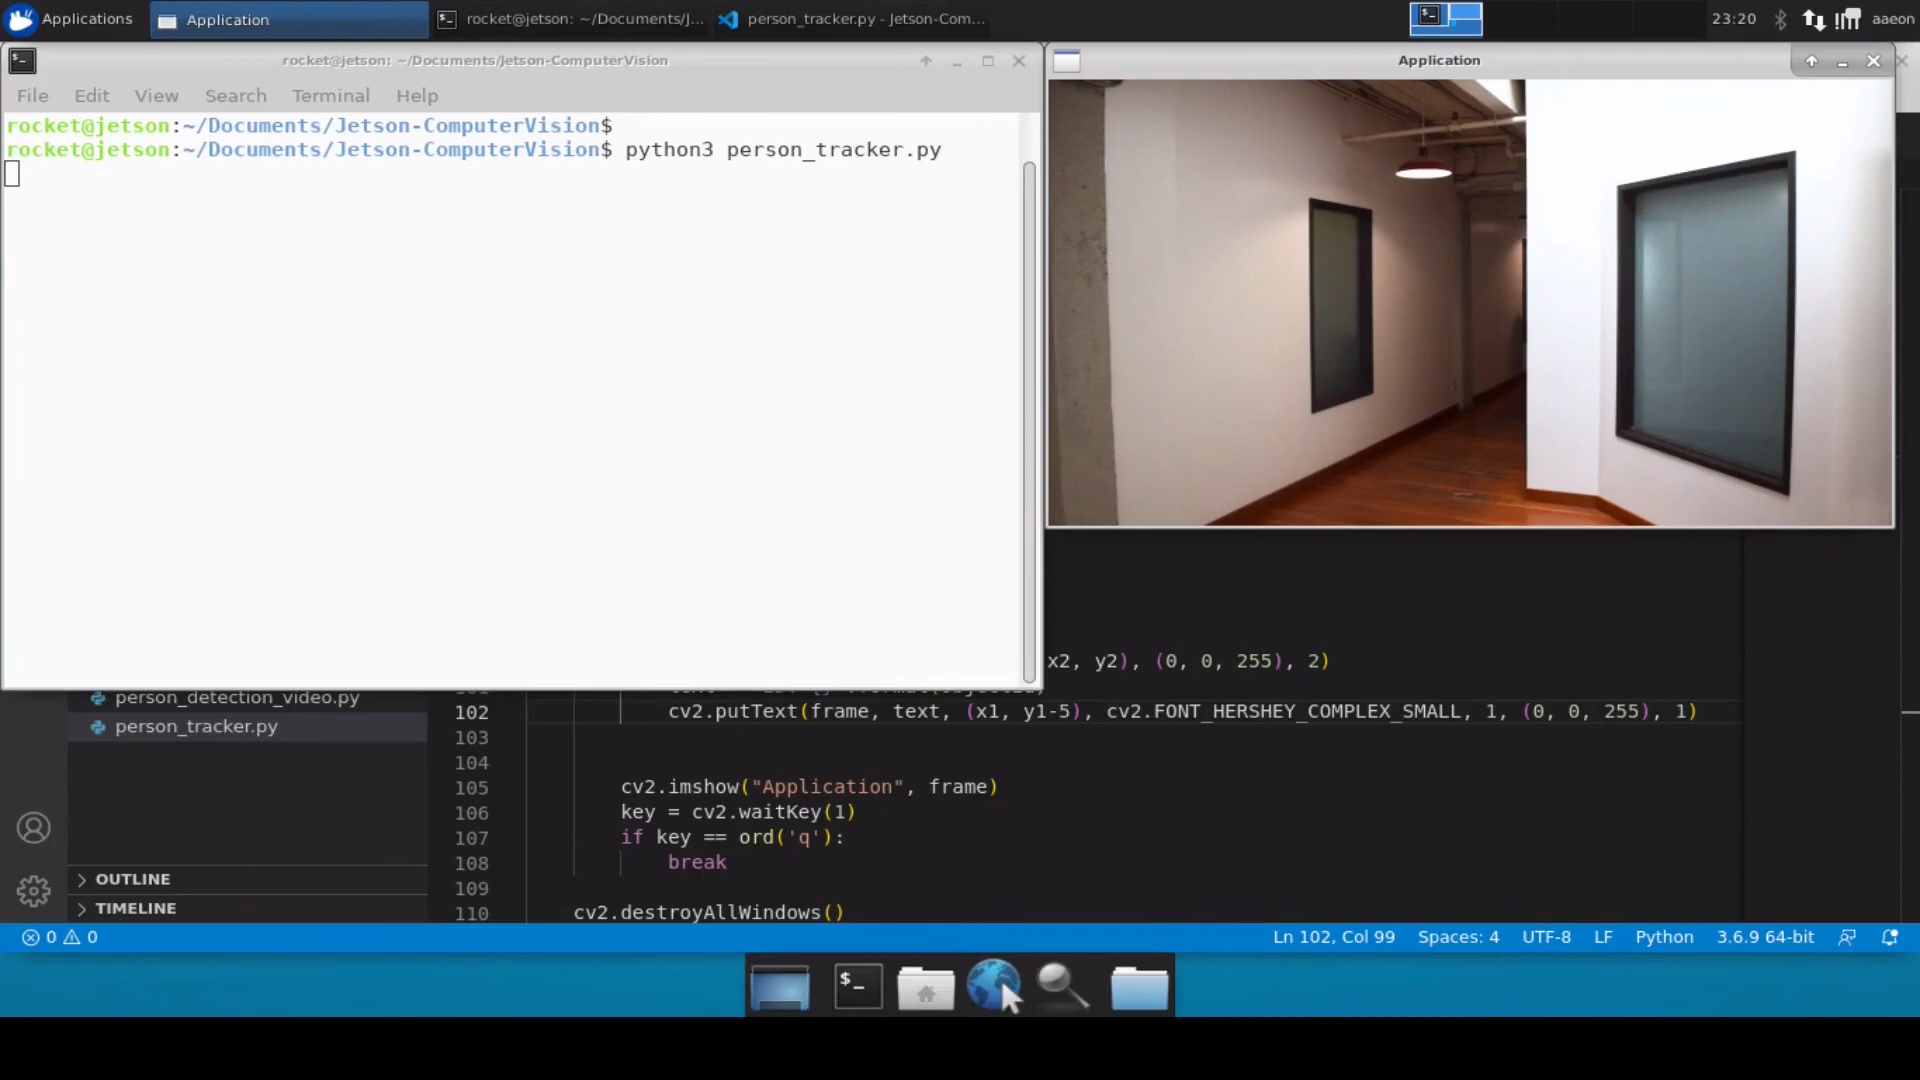 Applications
Application
rocket@jetson: ~/Documents/J...
person_tracker.py - Jetson-Com...
23:20
aaeon
rocket@jetson: ~/Documents/Jetson-ComputerVision
File Edit View Search Terminal Help
rocket@jetson:~/Documents/Jetson-ComputerVision$
rocket@jetson:~/Documents/Jetson-ComputerVision$ python3 person_tracker.py
Application
x2, y2), (0, 0, 255), 2)
person_detection_video.py
person_tracker.py
102 cv2.putText(frame, text, (x1, y1-5), cv2.FONT_HERSHEY_COMPLEX_SMALL, 1, (0, 0, 255), 1)
103
104
105 cv2.imshow("Application", frame)
106 key = cv2.waitKey(1)
107 if key == ord('q'):
108 break
109
110 cv2.destroyAllWindows()
OUTLINE
TIMELINE
0 0
Ln 102, Col 99 Spaces: 4 UTF-8 LF Python 3.6.9 64-bit
$_